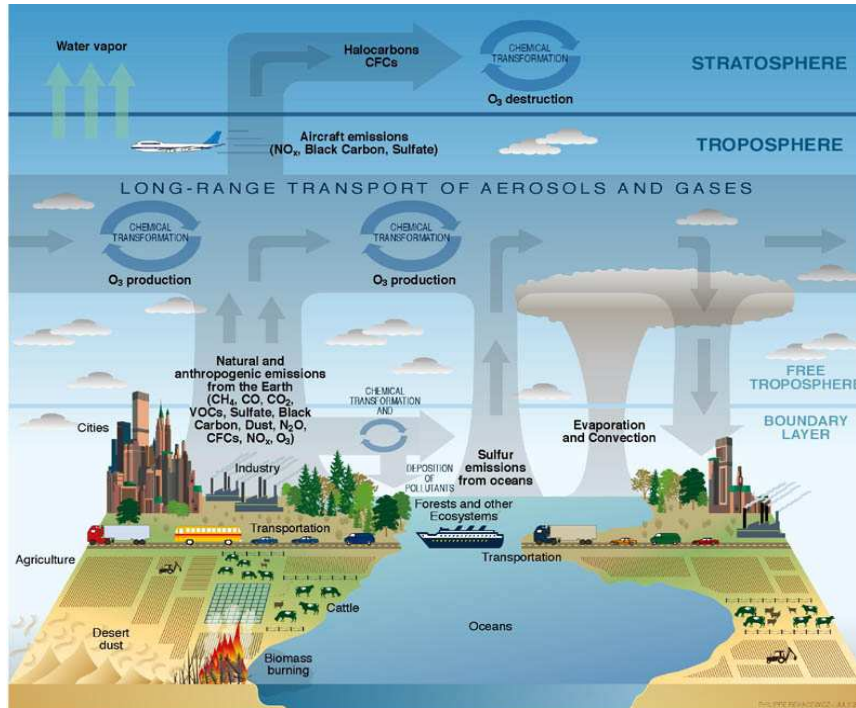 Water vapor
Halocarbons
CFCs
CHEMICAL
TRANSFORMATION
O₃ destruction
STRATOSPHERE
Aircraft emissions
(NOₓ, Black Carbon, Sulfate)
TROPOSPHERE
LONG-RANGE TRANSPORT OF AEROSOLS AND GASES
CHEMICAL
TRANSFORMATION
O₃ production
CHEMICAL
TRANSFORMATION
O₃ production
Natural and
anthropogenic emissions
from the Earth
(CH₄, CO, CO₂,
VOCs, Sulfate, Black
Carbon, Dust, N₂O,
CFCs, NOₓ, O₃)
CHEMICAL
TRANSFORMATION
AND
DEPOSITION OF
POLLUTANTS
FREE
TROPOSPHERE
BOUNDARY
LAYER
Cities
Industry
Sulfur
emissions
from oceans
Evaporation
and Convection
Forests and other
Ecosystems
Transportation
Transportation
Agriculture
Cattle
Oceans
Desert
dust
Biomass
burning